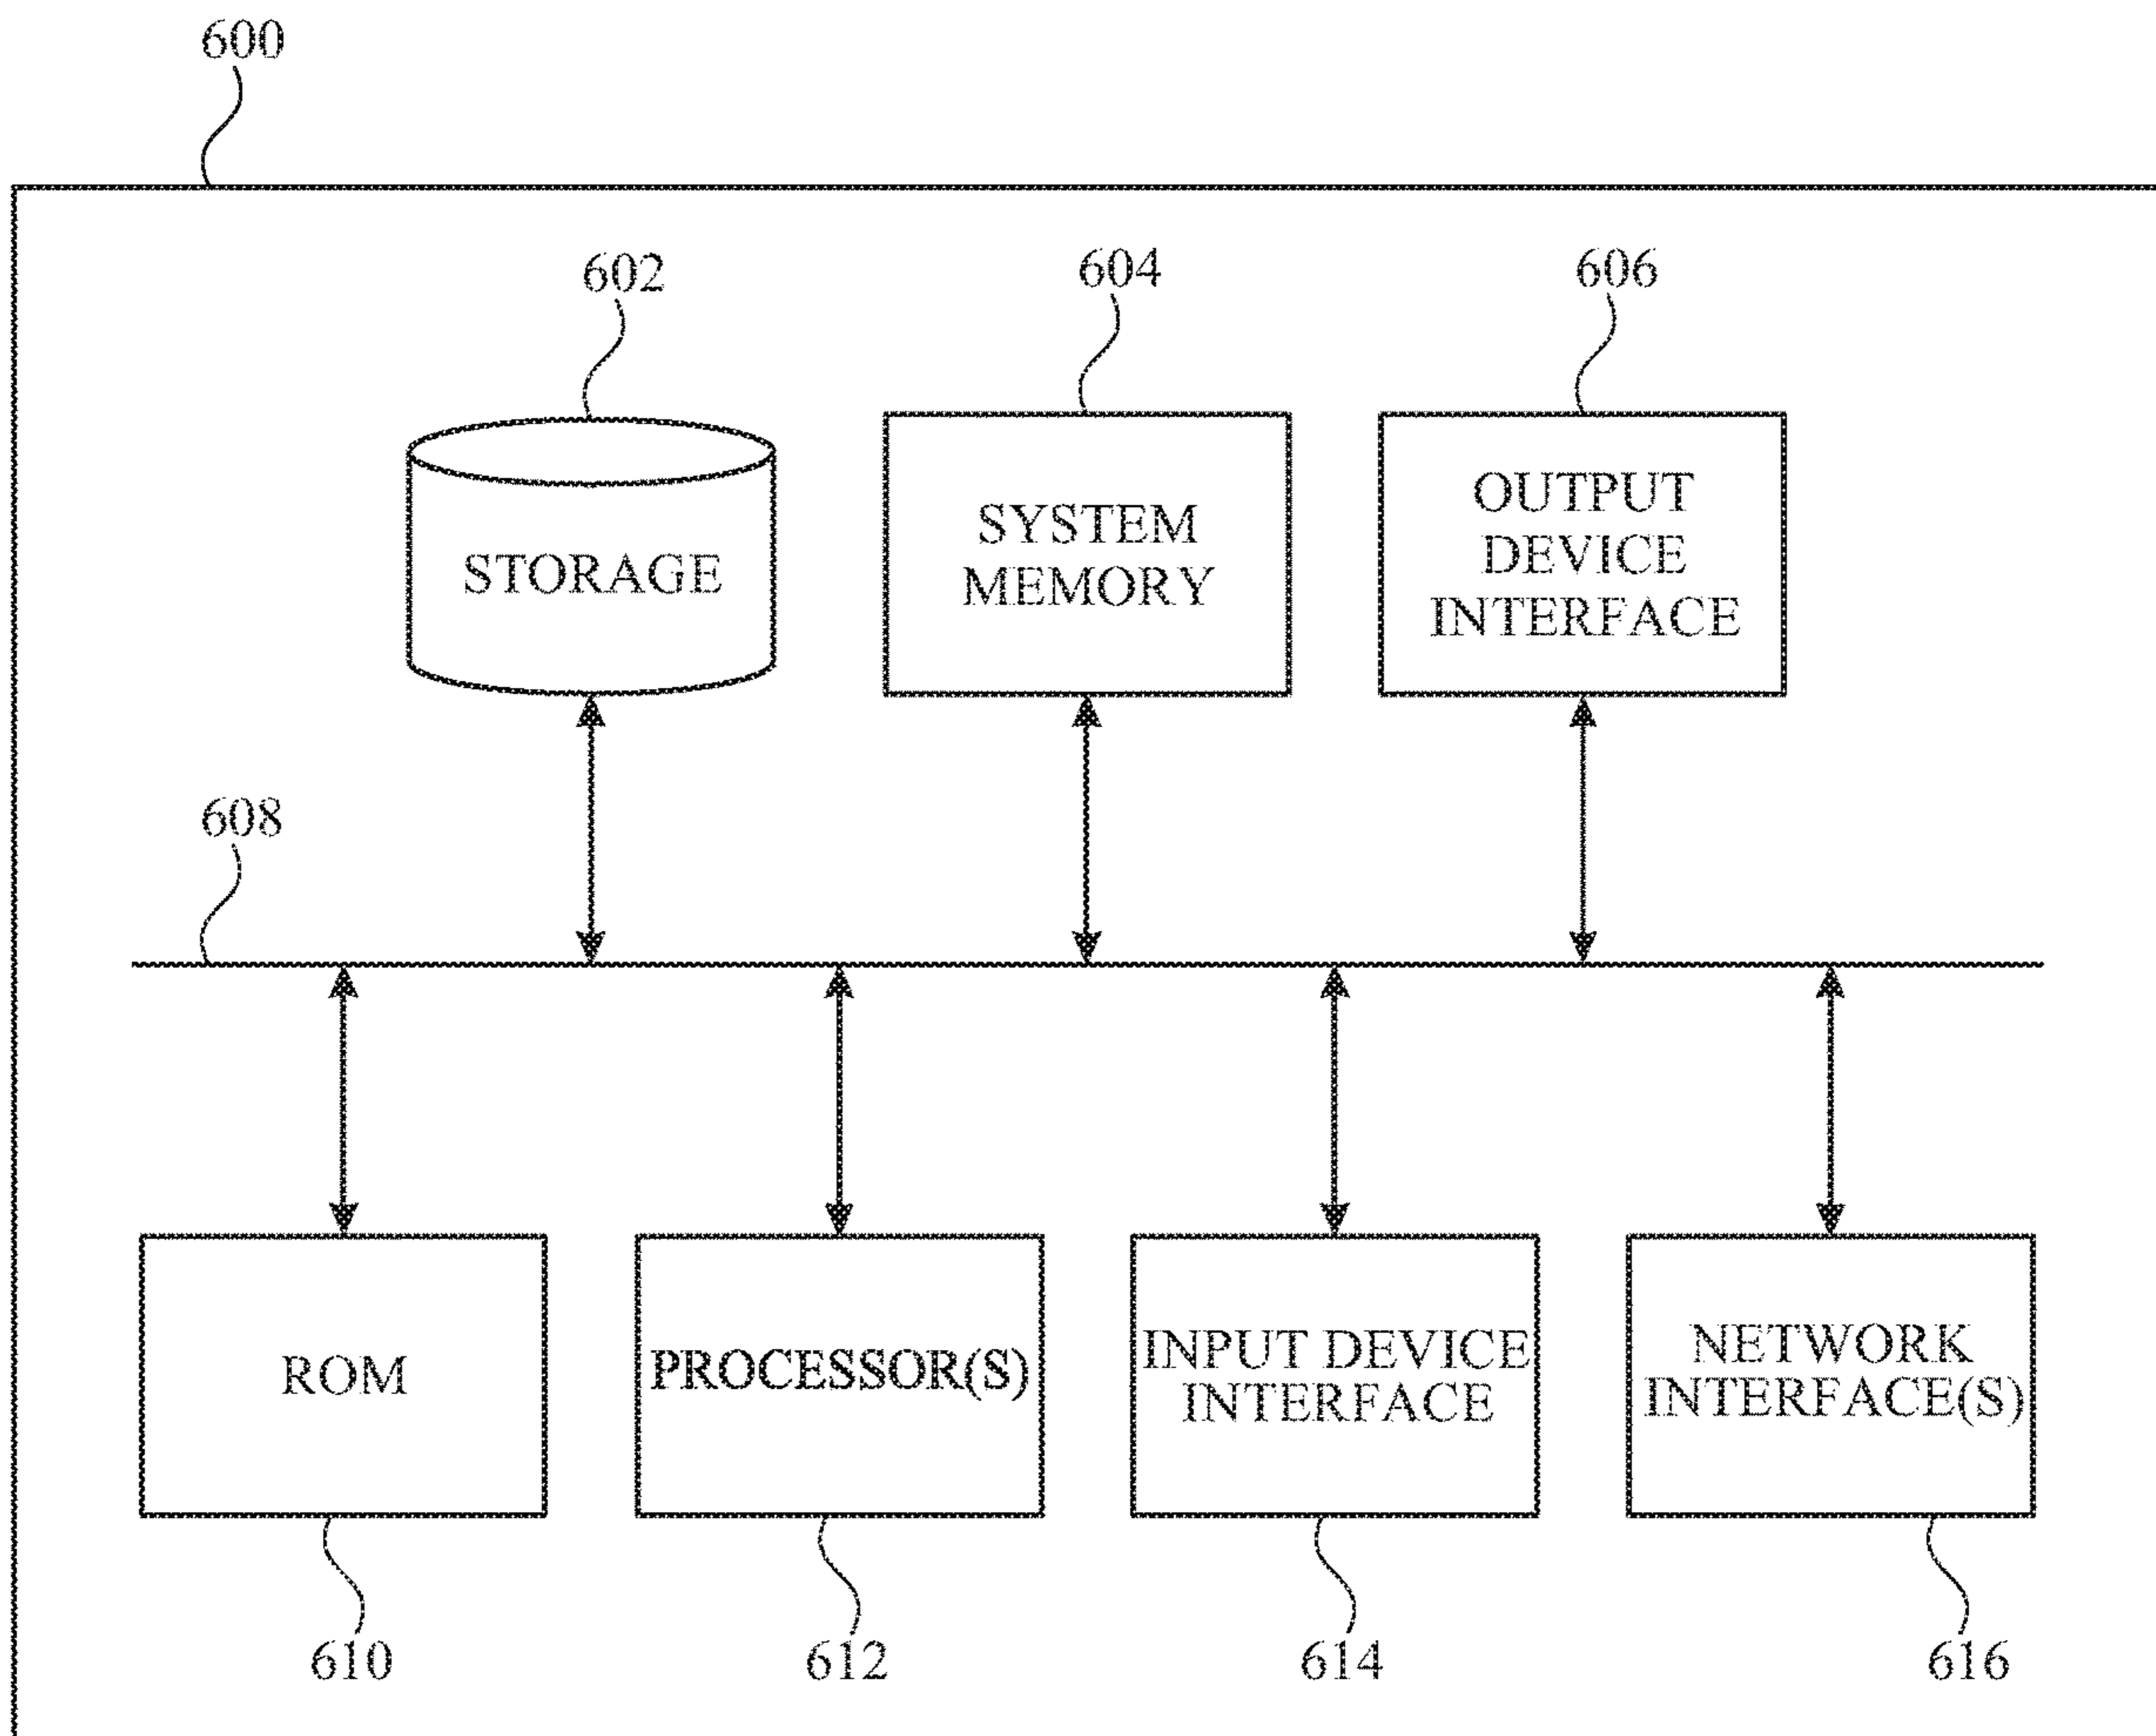 600
602
604
606
STORAGE
SYSTEM
MEMORY
OUTPUT
DEVICE
INTERFACE
608
ROM
PROCESSOR(S)
INPUT DEVICE
INTERFACE
NETWORK
INTERFACE(S)
610
612
614
616